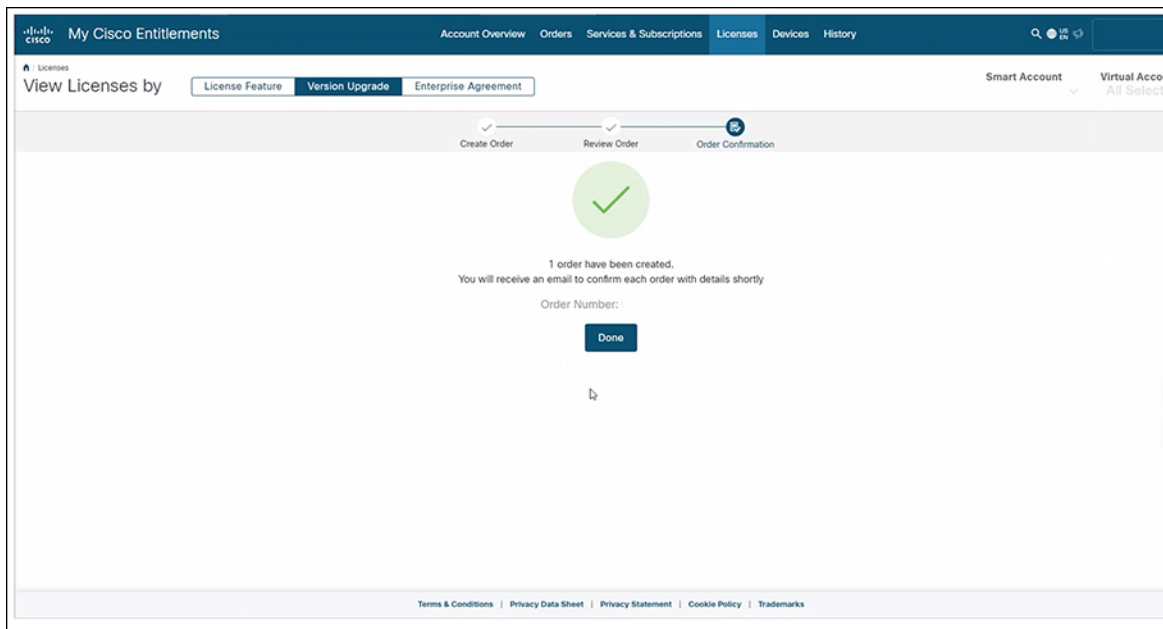 CISCO My Cisco Entitlements Account Overview Orders Services & Subscriptions Licenses Devices History US
EN
/ Licenses
View Licenses by License Feature Version Upgrade Enterprise Agreement Smart Account Virtual Acco
All Select
Create Order Review Order Order Confirmation
1 order have been created.
You will receive an email to confirm each order with details shortly
Order Number:
Done
Terms & Conditions | Privacy Data Sheet | Privacy Statement | Cookie Policy | Trademarks